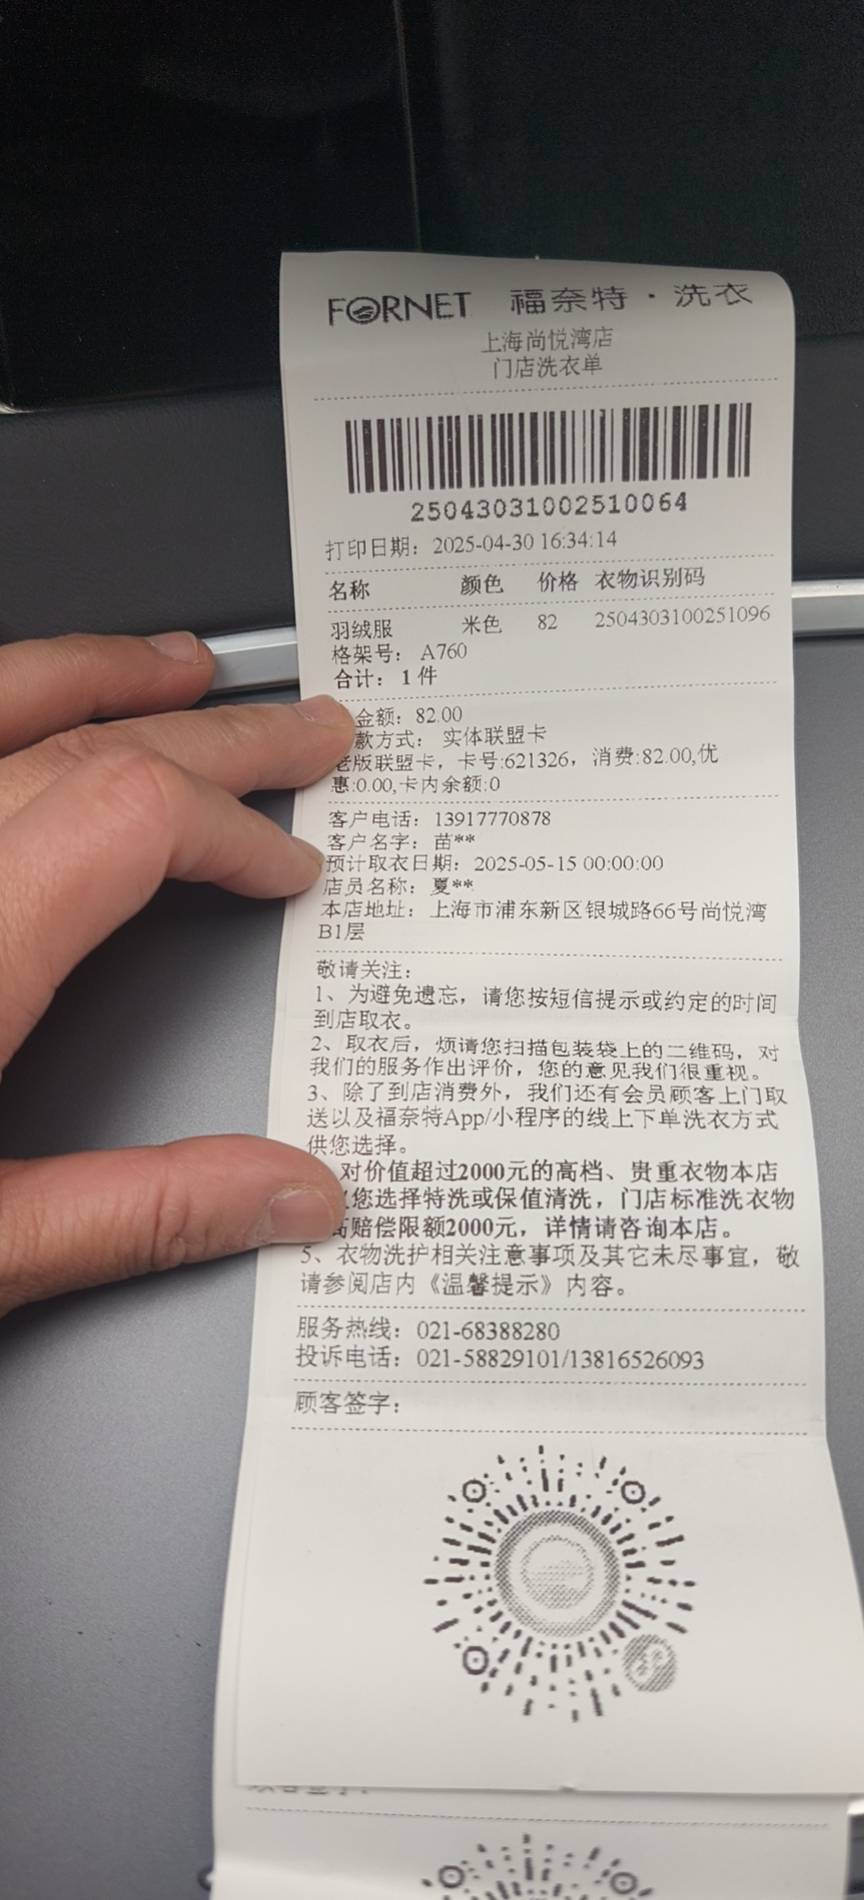 FORNET 福奈特·洗衣
上海尚悦湾店
门店洗衣单
25043031002510064
打印日期：2025-04-30 16:34:14
名称 颜色 价格 衣物识别码
羽绒服 米色 82 2504303100251096
格架号：A760
合计：1件
金额：82.00
款方式：实体联盟卡
老版联盟卡，卡号:621326，消费:82.00,优
惠:0.00,卡内余额:0
客户电话：13917770878
客户名字：苗**
预计取衣日期：2025-05-15 00:00:00
店员名称：夏**
本店地址：上海市浦东新区银城路66号尚悦湾
B1层
敬请关注：
1、为避免遗忘，请您按短信提示或约定的时间
到店取衣。
2、取衣后，烦请您扫描包装袋上的二维码，对
我们的服务作出评价，您的意见我们很重视。
3、除了到店消费外，我们还有会员顾客上门取
送以及福奈特App/小程序的线上下单洗衣方式
供您选择。
对价值超过2000元的高档、贵重衣物本店
您选择特洗或保值清洗，门店标准洗衣物
高赔偿限额2000元，详情请咨询本店。
5、衣物洗护相关注意事项及其它未尽事宜，敬
请参阅店内《温馨提示》内容。
服务热线：021-68388280
投诉电话：021-58829101/13816526093
顾客签字：